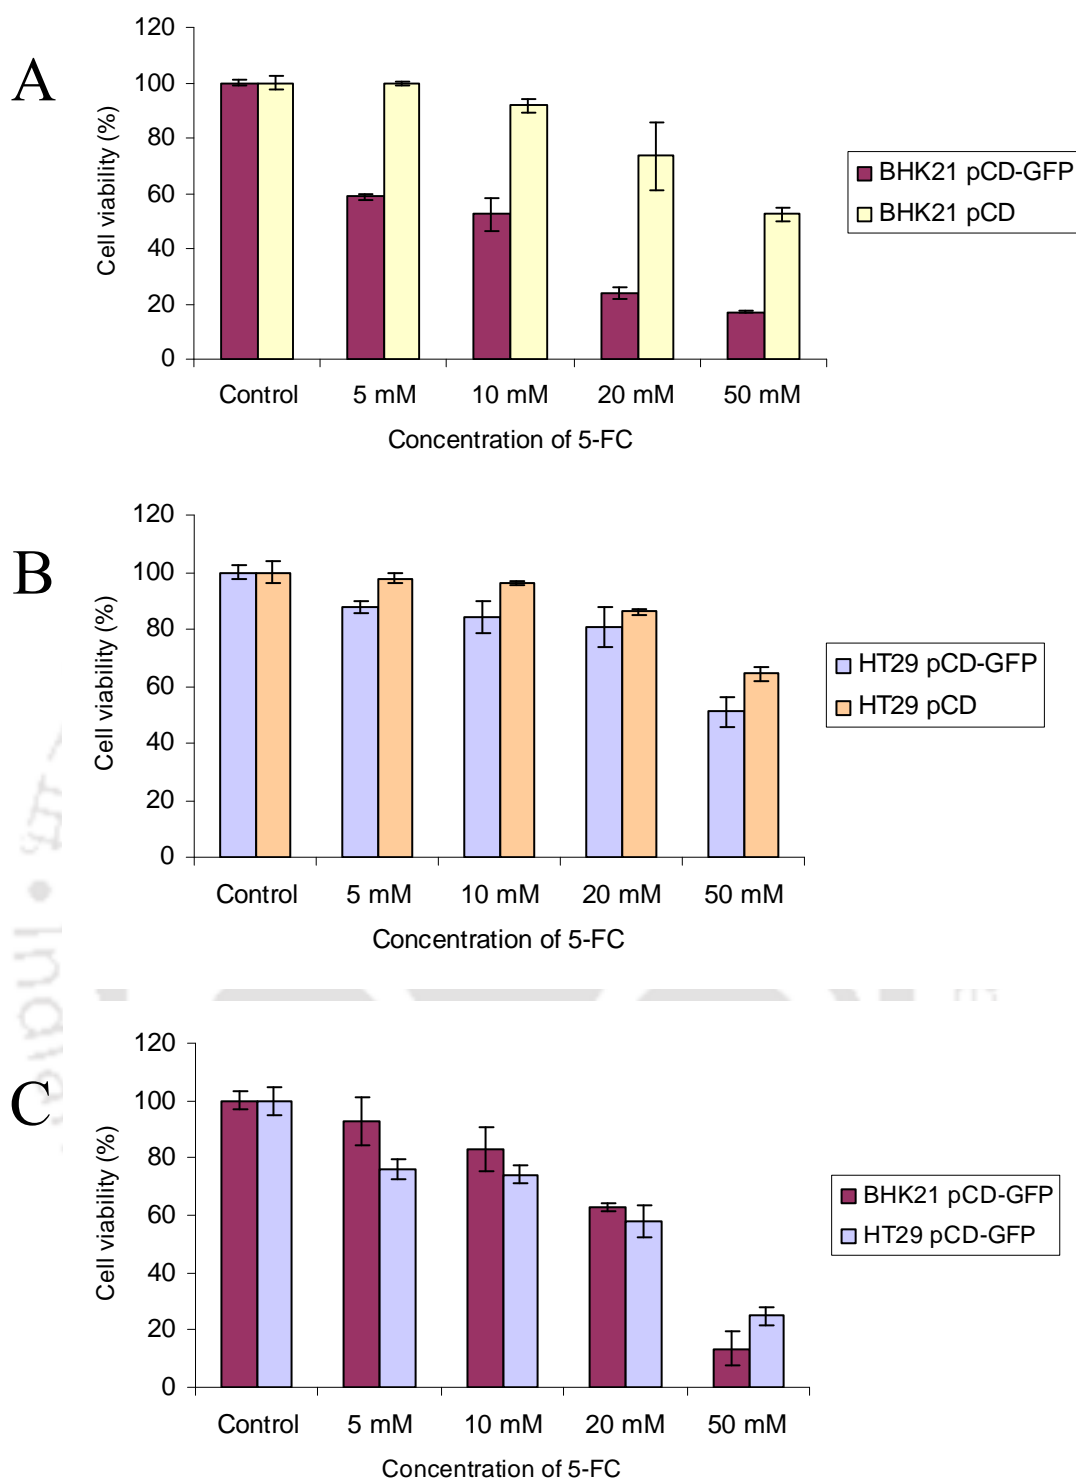 A
120
100
80
60
40
20
0
Cell viability (%)
Control 5 mM 10 mM 20 mM 50 mM
Concentration of 5-FC
BHK21 pCD-GFP
BHK21 pCD
B
120
100
80
60
40
20
0
Cell viability (%)
Control 5 mM 10 mM 20 mM 50 mM
Concentration of 5-FC
HT29 pCD-GFP
HT29 pCD
C
120
100
80
60
40
20
0
Cell viability (%)
Control 5 mM 10 mM 20 mM 50 mM
Concentration of 5-FC
BHK21 pCD-GFP
HT29 pCD-GFP